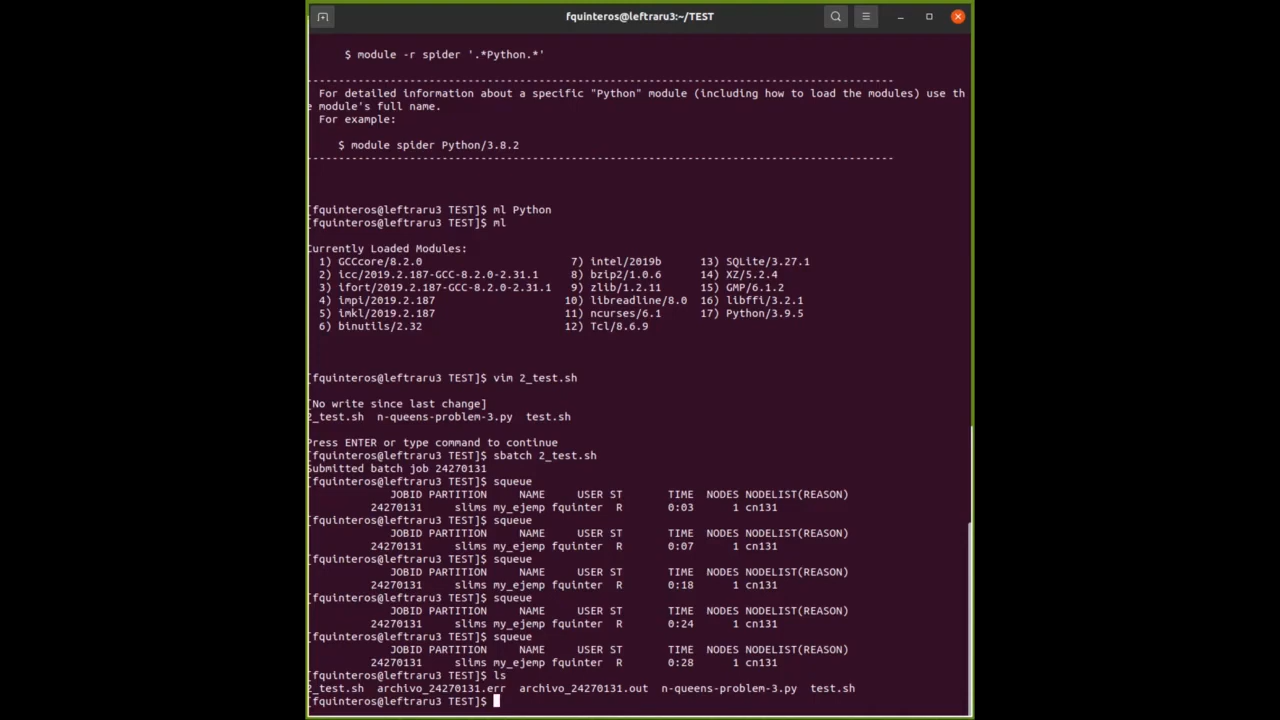 fquinteros@leftraru3:~/TEST
$ module -r spider '.*Python.*'
--------------------------------------------------------------------------------------------
For detailed information about a specific "Python" module (including how to load the modules) use th
e module's full name.
For example:
$ module spider Python/3.8.2
--------------------------------------------------------------------------------------------
[fquinteros@leftraru3 TEST]$ ml Python
[fquinteros@leftraru3 TEST]$ ml
Currently Loaded Modules:
1) GCCcore/8.2.0 7) intel/2019b 13) SQLite/3.27.1
2) icc/2019.2.187-GCC-8.2.0-2.31.1 8) bzip2/1.0.6 14) XZ/5.2.4
3) ifort/2019.2.187-GCC-8.2.0-2.31.1 9) zlib/1.2.11 15) GMP/6.1.2
4) impi/2019.2.187 10) libreadline/8.0 16) libffi/3.2.1
5) imkl/2019.2.187 11) ncurses/6.1 17) Python/3.9.5
6) binutils/2.32 12) Tcl/8.6.9
[fquinteros@leftraru3 TEST]$ vim 2_test.sh
[No write since last change]
2_test.sh n-queens-problem-3.py test.sh
Press ENTER or type command to continue
[fquinteros@leftraru3 TEST]$ sbatch 2_test.sh
Submitted batch job 24270131
[fquinteros@leftraru3 TEST]$ squeue
JOBID PARTITION NAME USER ST TIME NODES NODELIST(REASON)
24270131 slims my_ejemp fquinter R 0:03 1 cn131
[fquinteros@leftraru3 TEST]$ squeue
JOBID PARTITION NAME USER ST TIME NODES NODELIST(REASON)
24270131 slims my_ejemp fquinter R 0:07 1 cn131
[fquinteros@leftraru3 TEST]$ squeue
JOBID PARTITION NAME USER ST TIME NODES NODELIST(REASON)
24270131 slims my_ejemp fquinter R 0:18 1 cn131
[fquinteros@leftraru3 TEST]$ squeue
JOBID PARTITION NAME USER ST TIME NODES NODELIST(REASON)
24270131 slims my_ejemp fquinter R 0:24 1 cn131
[fquinteros@leftraru3 TEST]$ squeue
JOBID PARTITION NAME USER ST TIME NODES NODELIST(REASON)
24270131 slims my_ejemp fquinter R 0:28 1 cn131
[fquinteros@leftraru3 TEST]$ ls
2_test.sh archivo_24270131.err archivo_24270131.out n-queens-problem-3.py test.sh
[fquinteros@leftraru3 TEST]$